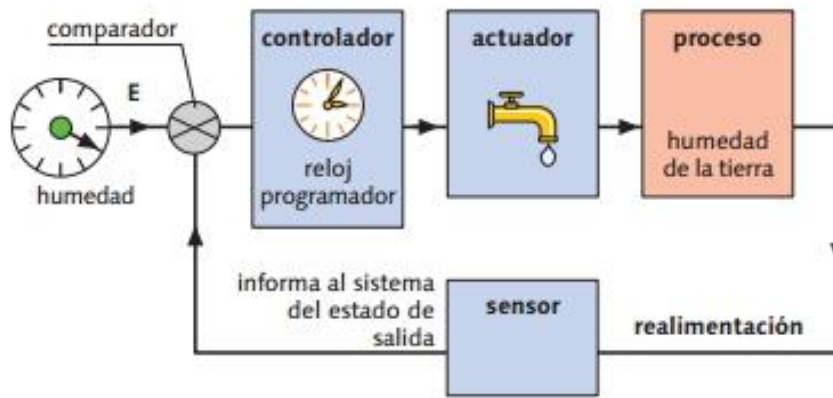 comparador
E
humedad
controlador
reloj
programador
actuador
proceso
humedad
de la tierra
informa al sistema
del estado de
salida
sensor
realimentación